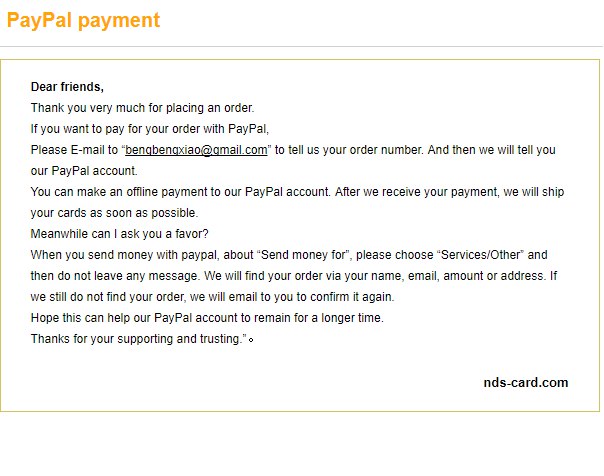 PayPal payment
Dear friends,
Thank you very much for placing an order.
If you want to pay for your order with PayPal,
Please E-mail to “bengbengxiao@gmail.com” to tell us your order number. And then we will tell you
our PayPal account.
You can make an offline payment to our PayPal account. After we receive your payment, we will ship
your cards as soon as possible.
Meanwhile can I ask you a favor?
When you send money with paypal, about “Send money for”, please choose “Services/Other” and
then do not leave any message. We will find your order via your name, email, amount or address. If
we still do not find your order, we will email to you to confirm it again.
Hope this can help our PayPal account to remain for a longer time.
Thanks for your supporting and trusting.”。
nds-card.com